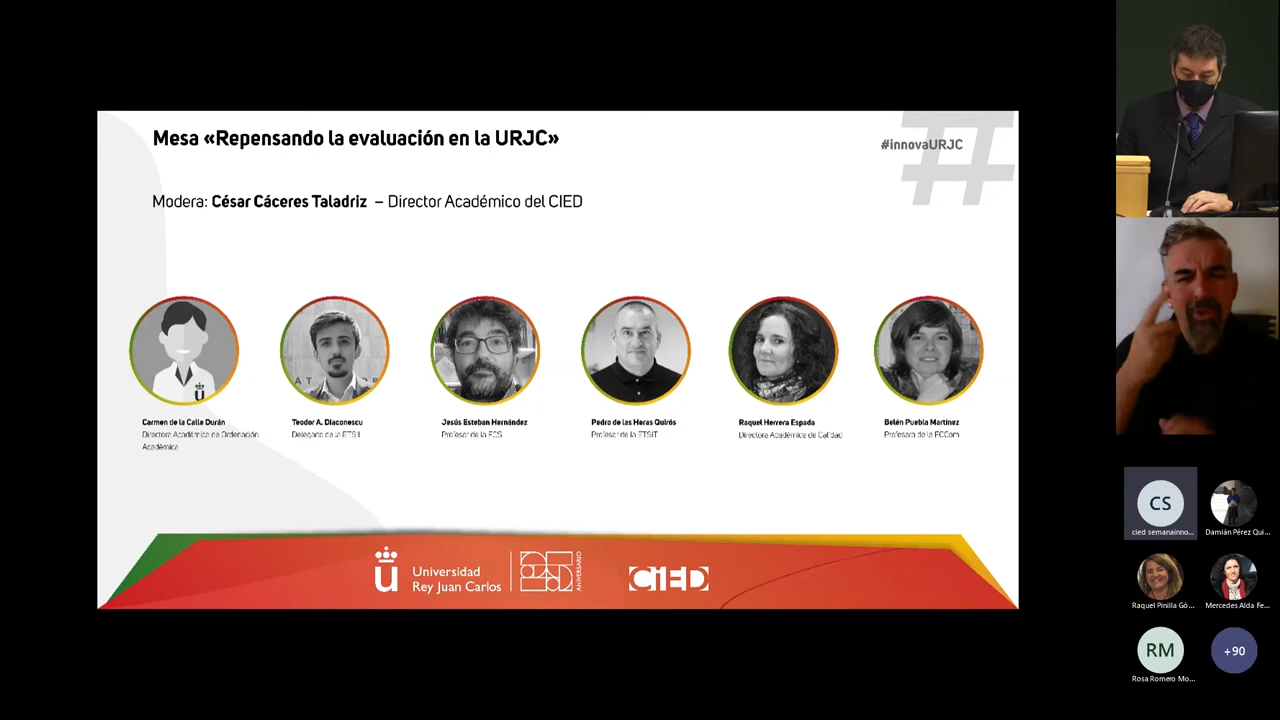 Mesa «Repensando la evaluación en la URJC»
#innovaURJC
Modera: César Cáceres Taladriz – Director Académico del CIED
Carmen de la Calle Durán
Directora Académica de Ordenación
Académica
Teodor A. Diaconescu
Delegado de la ETSII
Jesús Esteban Hernández
Profesor de la FCS
Pedro de las Heras Quirós
Profesor de la ETSIT
Raquel Herrera Espada
Directora Académica de Calidad
Belén Puebla Martínez
Profesora de la FCCom
Universidad
Rey Juan Carlos
ANIVERSARIO
CiED
CS
cied semanainno...
Damián Pérez Qui...
Raquel Pinilla Gó...
Mercedes Alda Fe...
RM
Rosa Romero Mo...
+90